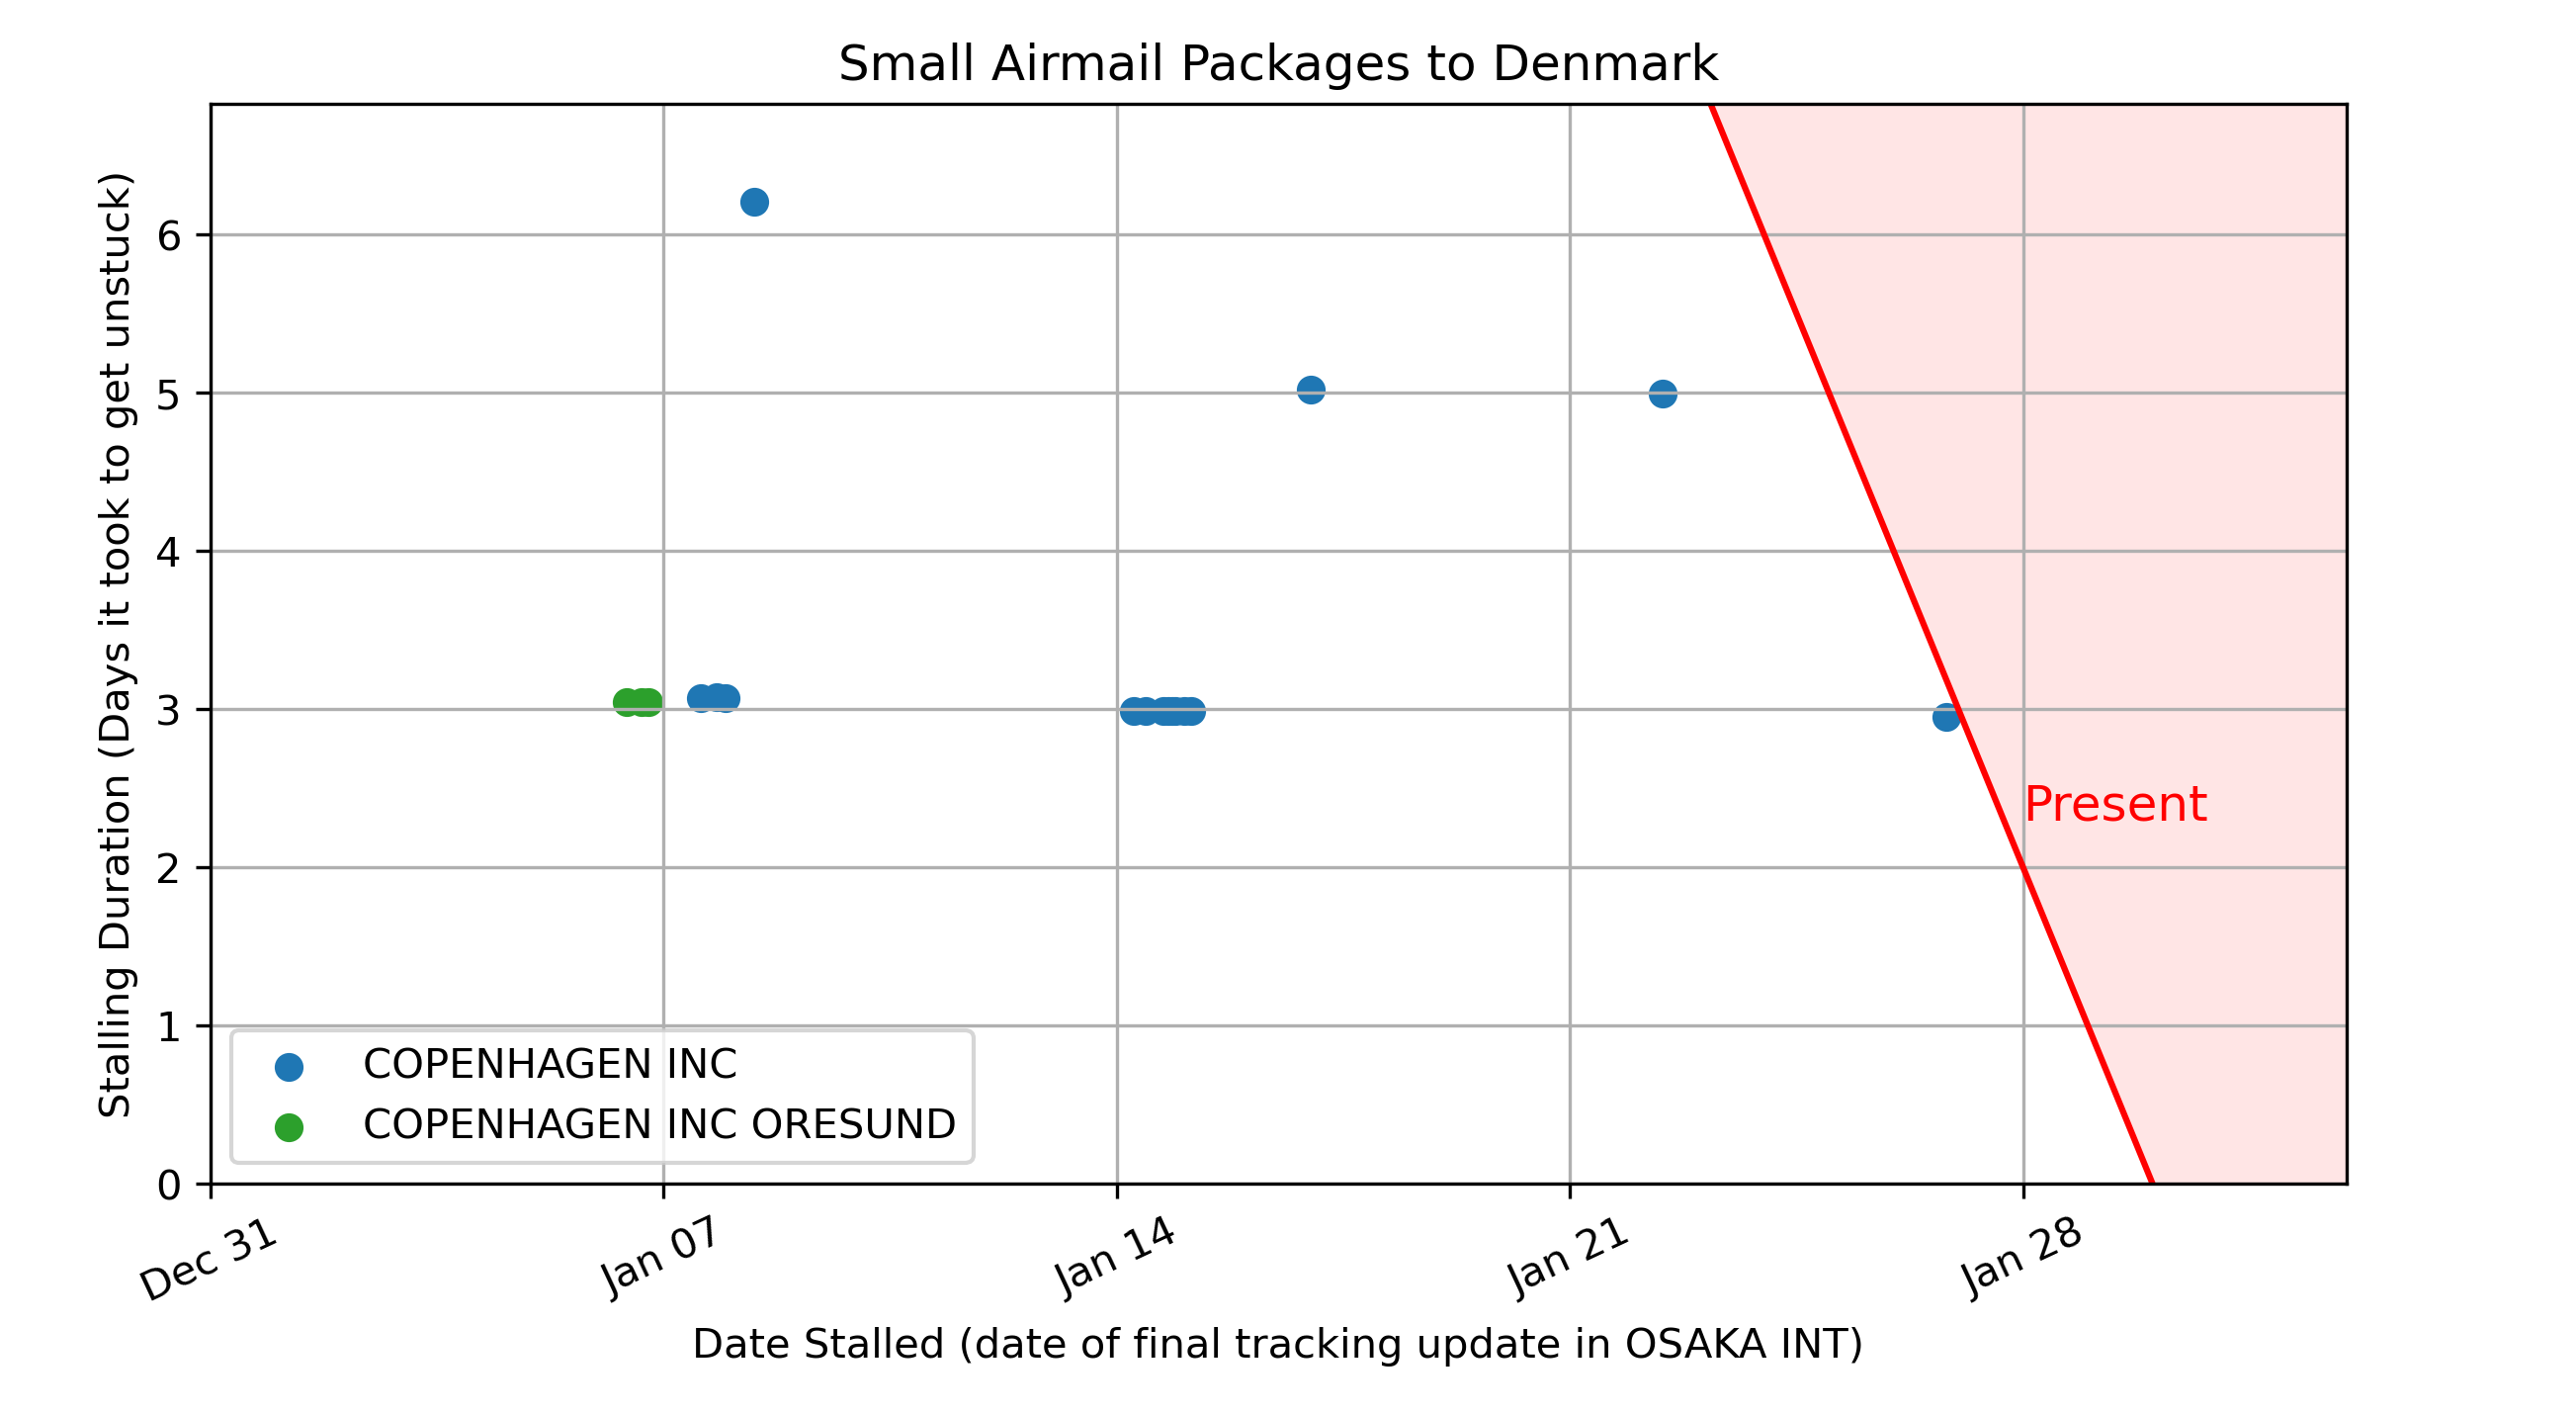 Small Airmail Packages to Denmark
Stalling Duration (Days it took to get unstuck)
6
5
4
3
2
1
0
Present
COPENHAGEN INC
COPENHAGEN INC ORESUND
Dec 31
Jan 07
Jan 14
Jan 21
Jan 28
Date Stalled (date of final tracking update in OSAKA INT)